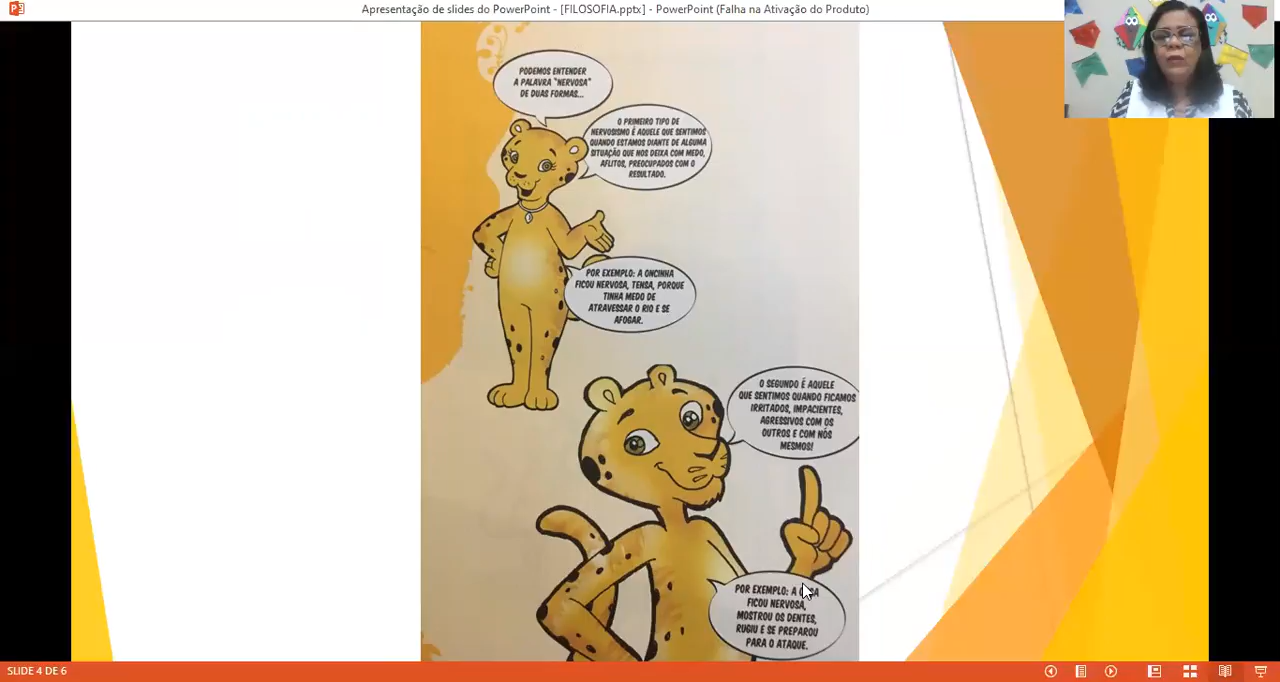 Apresentação de slides do PowerPoint - [FILOSOFIA.pptx] - PowerPoint (Falha na Ativação do Produto)
PODEMOS ENTENDER
A PALAVRA "NERVOSA"
DE DUAS FORMAS...
O PRIMEIRO TIPO DE
NERVOSISMO É AQUELE QUE SENTIMOS
QUANDO ESTAMOS DIANTE DE ALGUMA
SITUAÇÃO QUE NOS DEIXA COM MEDO,
AFLITOS, PREOCUPADOS COM O
RESULTADO.
POR EXEMPLO: A ONCINHA
FICOU NERVOSA, TENSA, PORQUE
TINHA MEDO DE
ATRAVESSAR O RIO E SE
AFOGAR.
O SEGUNDO É AQUELE
QUE SENTIMOS QUANDO FICAMOS
IRRITADOS, IMPACIENTES,
AGRESSIVOS COM OS
OUTROS E COM NÓS
MESMOS!
POR EXEMPLO: A
FICOU NERVOSA,
MOSTROU OS DENTES,
RUGIU E SE PREPAROU
PARA O ATAQUE.
SLIDE 4 DE 6